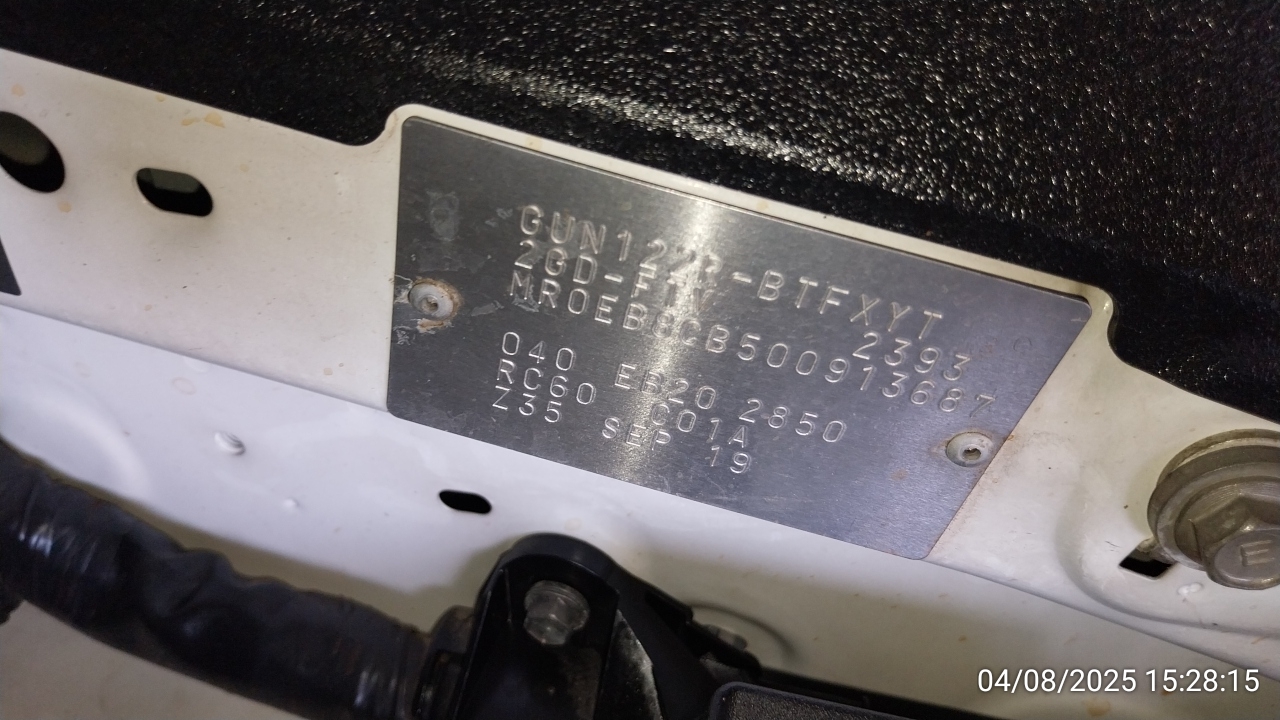 GUN122R-BTFXYT
2GD-FTV 2393
MR0EB8CB500913687
040 E520 2850
RC60 C01A
Z35 SEP 19
E
04/08/2025 15:28:15